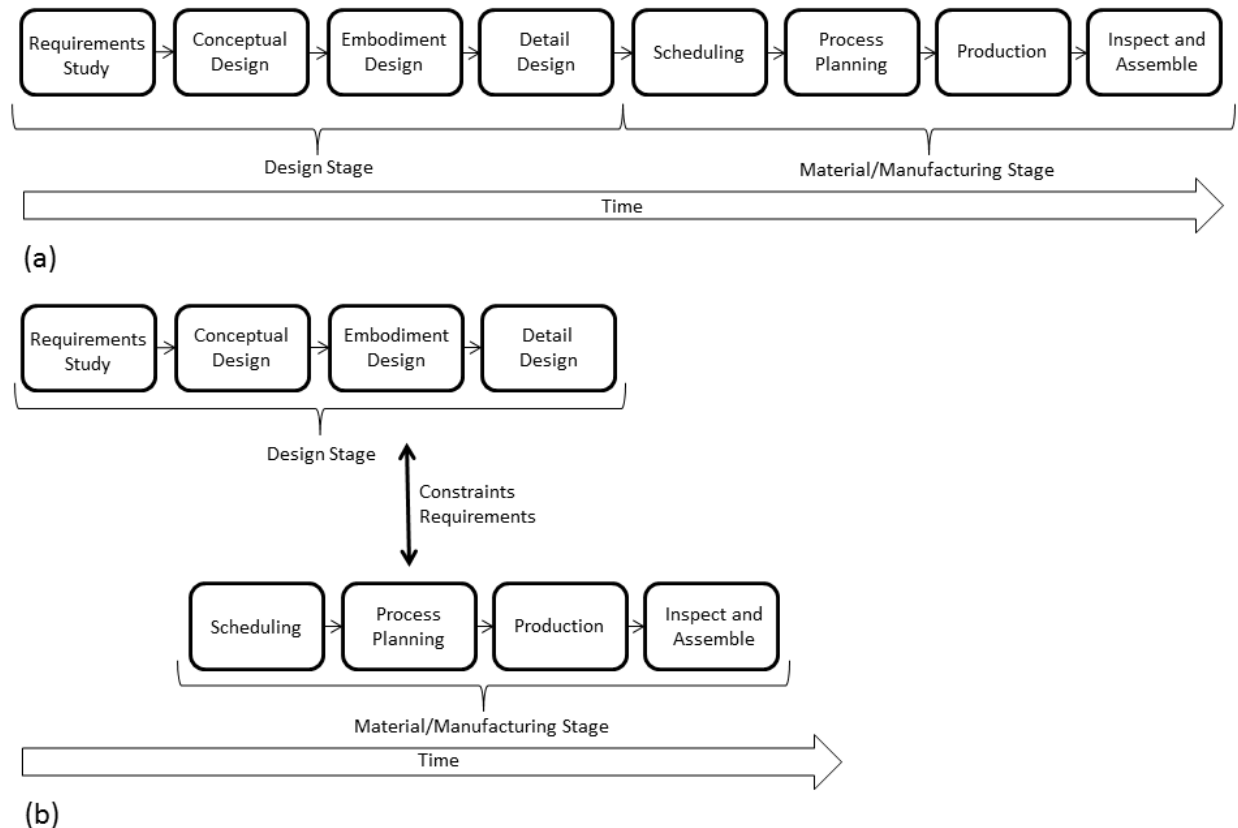 Requirements
Study
Conceptual
Design
Embodiment
Design
Detail
Design
Scheduling
Process
Planning
Production
Inspect and
Assemble
Design Stage
Material/Manufacturing Stage
Time
(a)
Requirements
Study
Conceptual
Design
Embodiment
Design
Detail
Design
Design Stage
Constraints
Requirements
Scheduling
Process
Planning
Production
Inspect and
Assemble
Material/Manufacturing Stage
Time
(b)